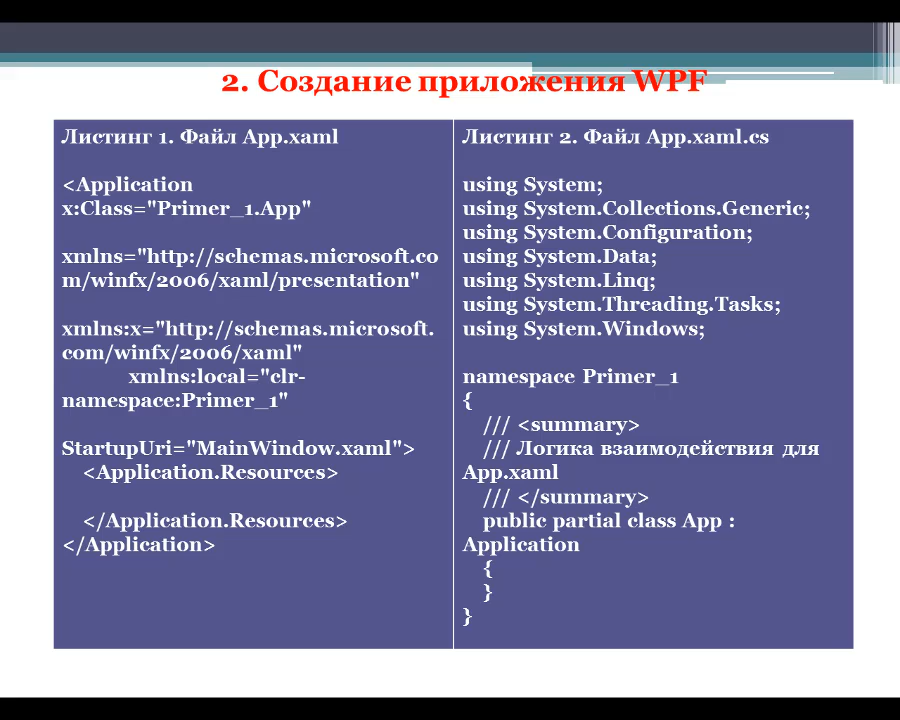 2. Создание приложения WPF
Листинг 1. Файл App.xaml
<Application
x:Class="Primer_1.App"
xmlns="http://schemas.microsoft.co
m/winfx/2006/xaml/presentation"
xmlns:x="http://schemas.microsoft.
com/winfx/2006/xaml"
xmlns:local="clr-
namespace:Primer_1"
StartupUri="MainWindow.xaml">
<Application.Resources>
</Application.Resources>
</Application>
Листинг 2. Файл App.xaml.cs
using System;
using System.Collections.Generic;
using System.Configuration;
using System.Data;
using System.Linq;
using System.Threading.Tasks;
using System.Windows;
namespace Primer_1
{
/// <summary>
/// Логика взаимодействия для
App.xaml
/// </summary>
public partial class App :
Application
{
}
}